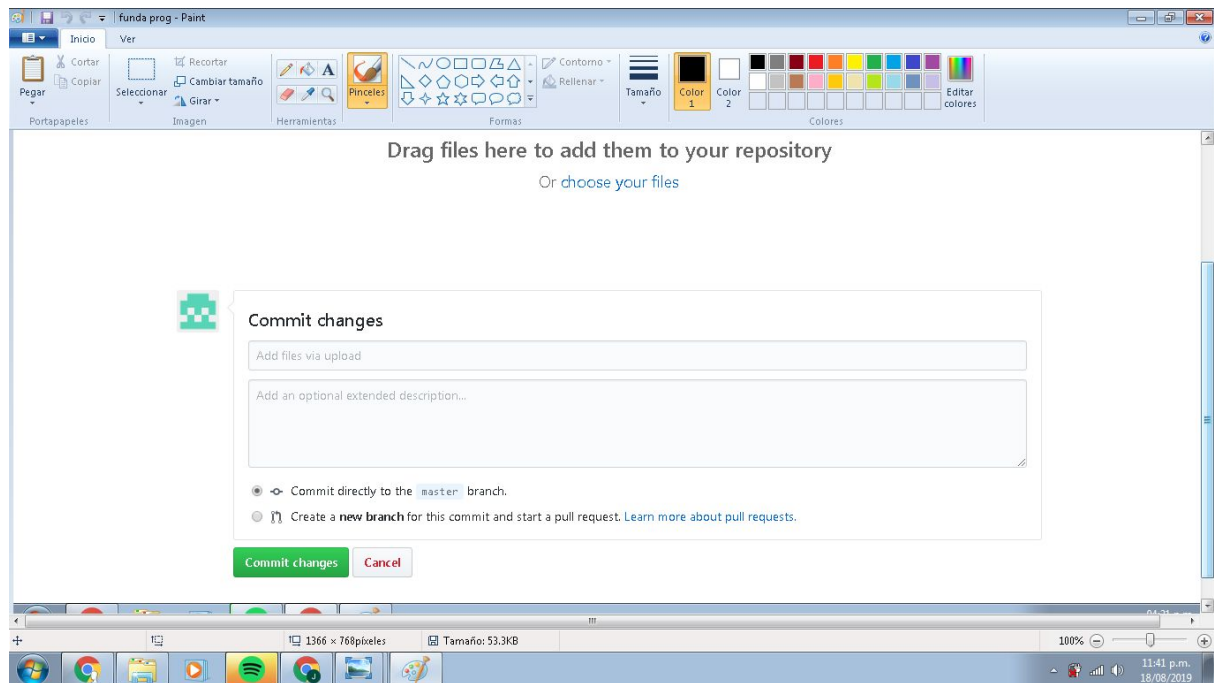 funda prog - Paint
Inicio Ver
Cortar
Copiar
Pegar
Portapapeles
Seleccionar
Recortar
Cambiar tamaño
Girar
Imagen
A
Herramientas
Pinceles
Contorno
Rellenar
Formas
Tamaño
Color 1
Color 2
Editar colores
Colores
Drag files here to add them to your repository
Or choose your files
Commit changes
Add files via upload
Add an optional extended description...
Commit directly to the master branch.
Create a new branch for this commit and start a pull request. Learn more about pull requests.
Commit changes Cancel
1366 × 768píxeles Tamaño: 53.3KB 100%
11:41 p.m.
18/08/2019